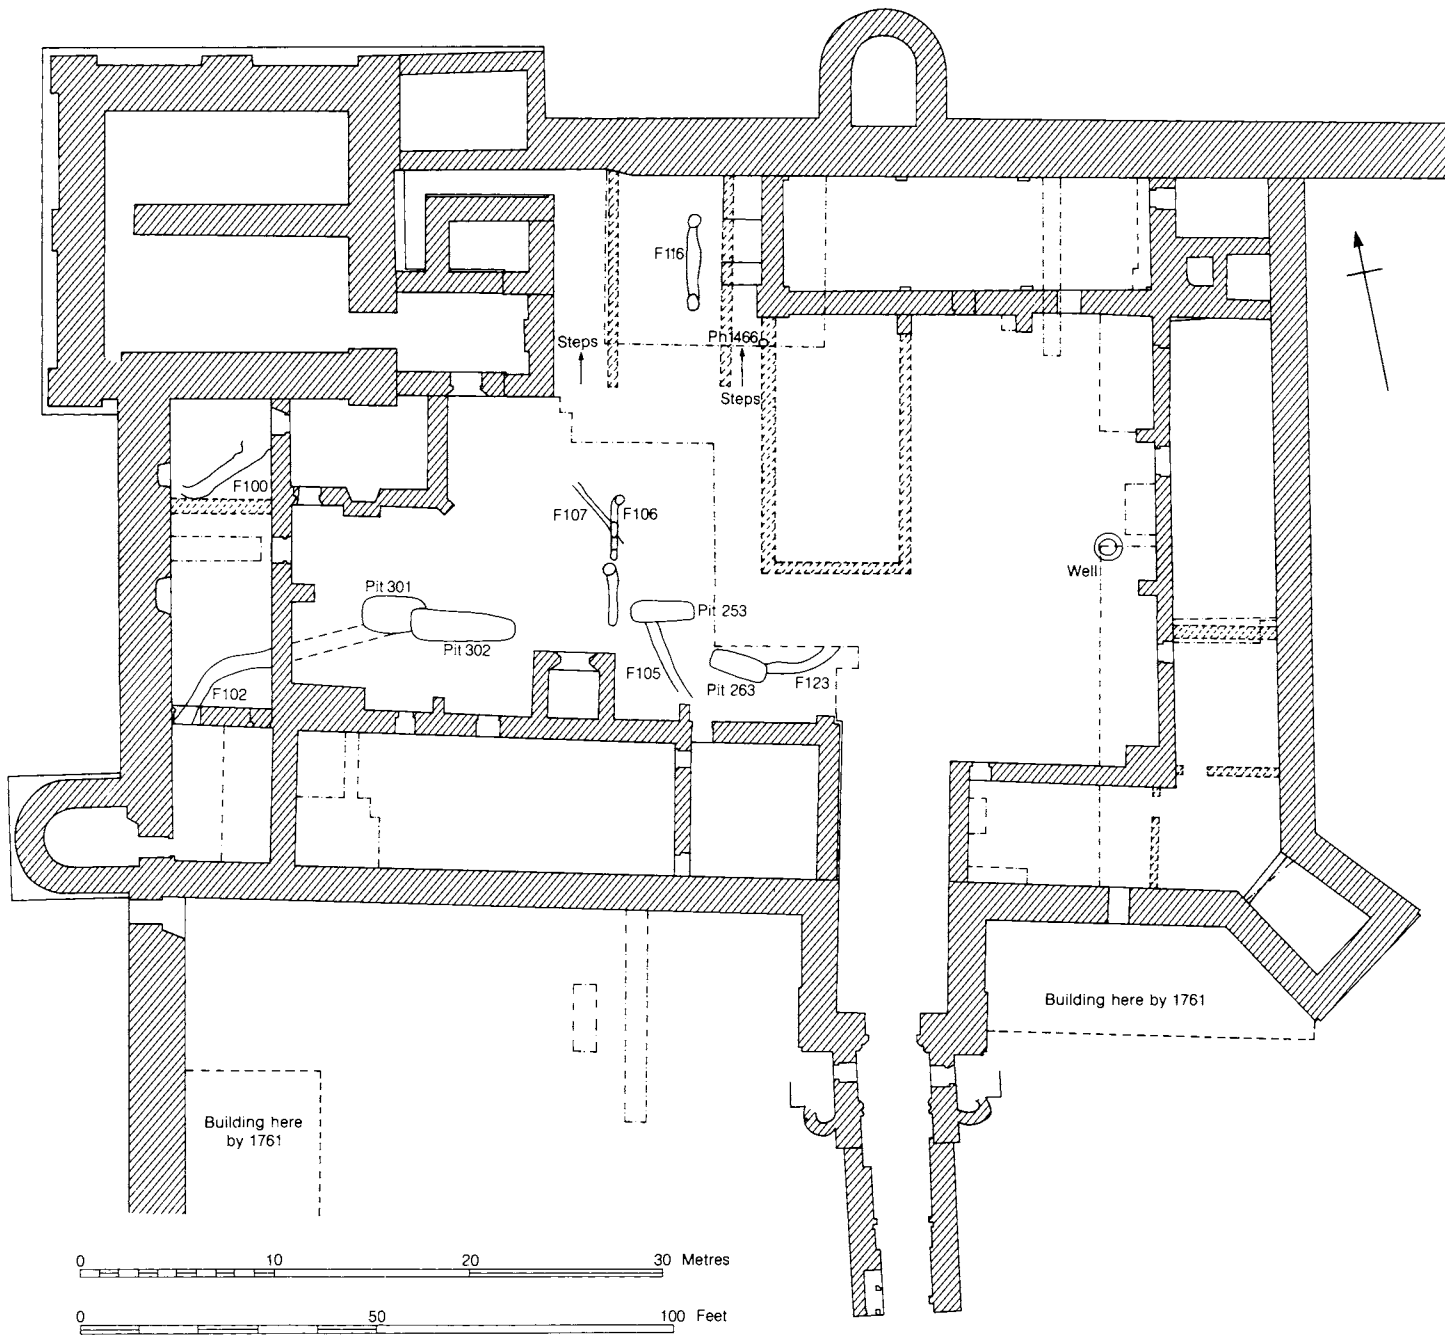 F116
Steps
Ph1466
Steps
F100
F107
F106
Well
Pit 301
Pit 253
Pit 302
F105
Pit 263
F123
F102
Building here by 1761
Building here
by 1761
0 10 20 30 Metres
0 50 100 Feet